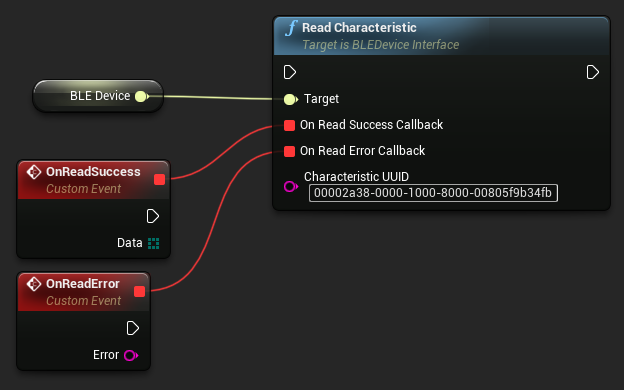 f Read Characteristic
Target is BLEDevice Interface
BLE Device
Target
On Read Success Callback
On Read Error Callback
Characteristic UUID
00002a38-0000-1000-8000-00805f9b34fb
OnReadSuccess
Custom Event
Data
OnReadError
Custom Event
Error